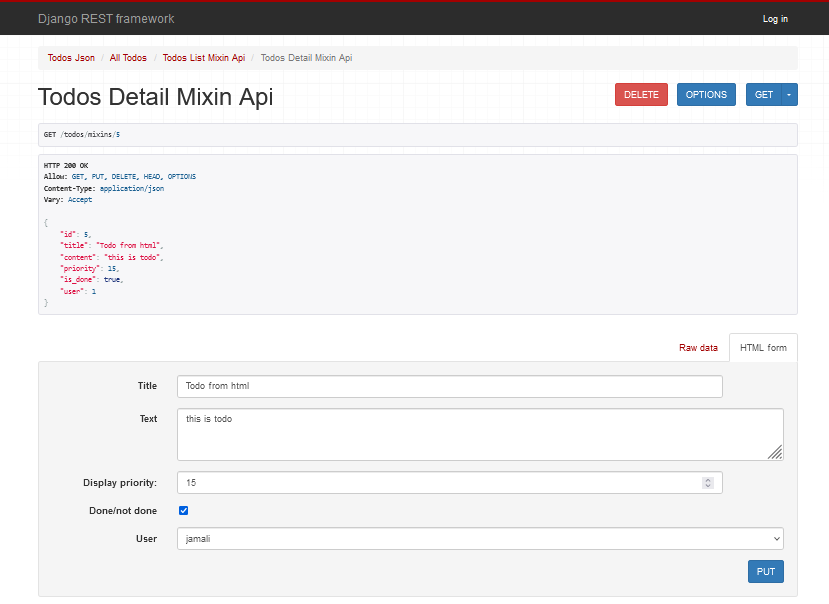 Django REST framework
Log in
Todos Json / All Todos / Todos List Mixin Api / Todos Detail Mixin Api
Todos Detail Mixin Api
DELETE
OPTIONS
GET
GET /todos/mixins/5
HTTP 200 OK
Allow: GET, PUT, DELETE, HEAD, OPTIONS
Content-Type: application/json
Vary: Accept
{
"id": 5,
"title": "Todo from html",
"content": "this is todo",
"priority": 15,
"is_done": true,
"user": 1
}
Raw data
HTML form
Title
Todo from html
Text
this is todo
Display priority:
15
Done/not done
User
jamali
PUT